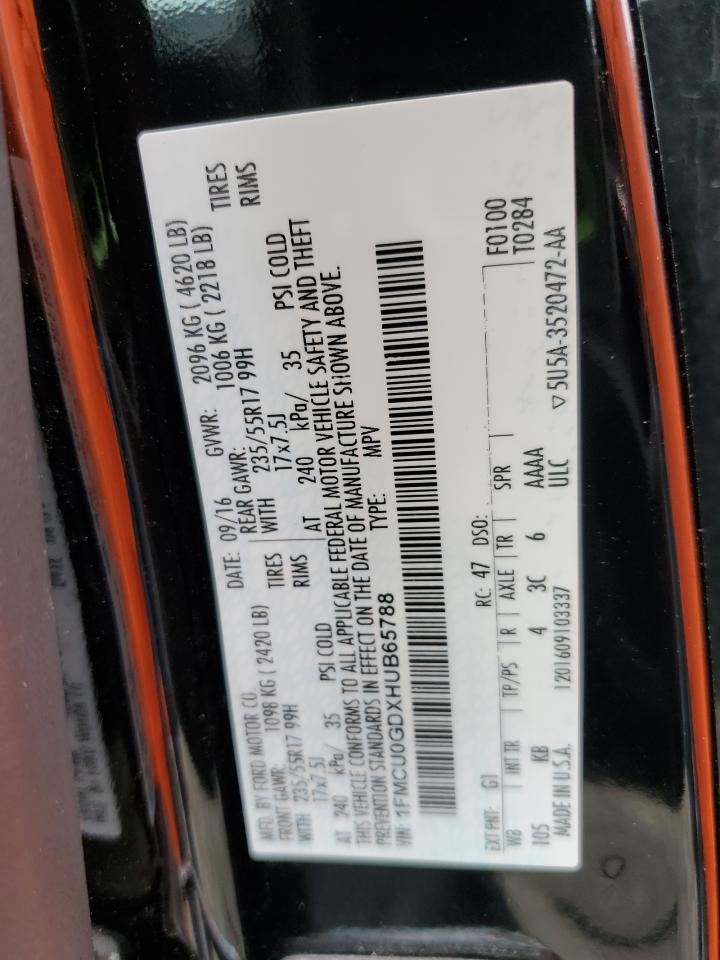 MFD. BY FORD MOTOR CO. DATE: 09/16 GVWR: 2096 KG ( 4620 LB)
FRONT GAWR: 1098 KG ( 2420 LB) REAR GAWR: 1006 KG ( 2218 LB)
WITH 235/55R17 99H TIRES WITH 235/55R17 99H TIRES
17x7.5J RIMS 17x7.5J RIMS
AT 240 kPa/ 35 PSI COLD AT 240 kPa/ 35 PSI COLD
THIS VEHICLE CONFORMS TO ALL APPLICABLE FEDERAL MOTOR VEHICLE SAFETY AND THEFT
PREVENTION STANDARDS IN EFFECT ON THE DATE OF MANUFACTURE SHOWN ABOVE.
VIN: 1FMCU0GDXHUB65788 TYPE: MPV
EXT PNT: G1 RC: 47 DSO: F0100
WB INT TR TP/PS R AXLE TR SPR T0284
105 KB 4 3C 6 AAAA
MADE IN U.S.A. 1201609103337 ULC ▽5U5A-3520472-AA